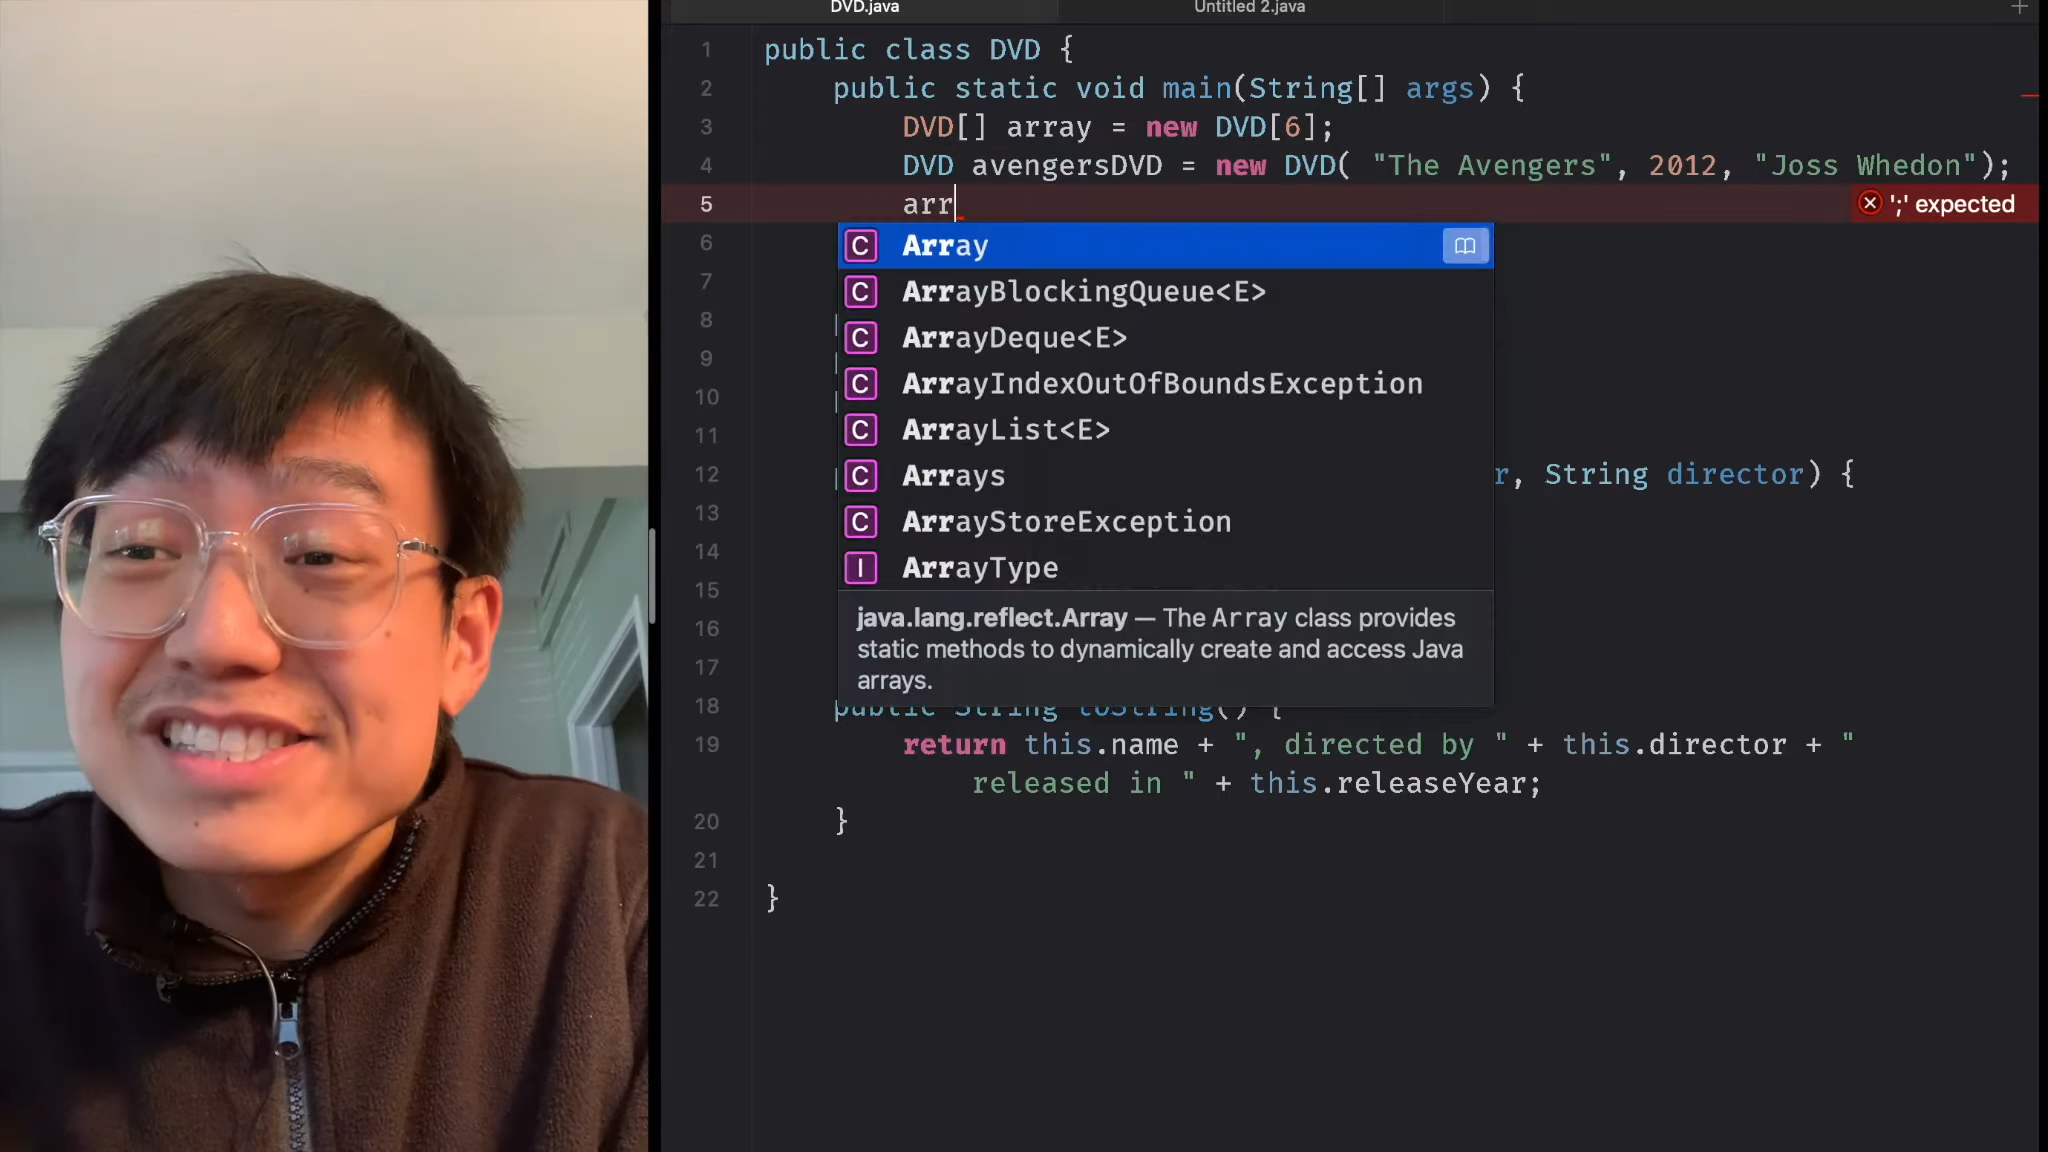 DVD.java
Untitled 2.java
1 public class DVD {
2 public static void main(String[] args) {
3 DVD[] array = new DVD[6];
4 DVD avengersDVD = new DVD( "The Avengers", 2012, "Joss Whedon");
5 arr ';' expected
6 C Array
7 C ArrayBlockingQueue<E>
8 C ArrayDeque<E>
9
10 C ArrayIndexOutOfBoundsException
11 C ArrayList<E>
12 C Arrays r, String director) {
13 C ArrayStoreException
14
15 I ArrayType
16 java.lang.reflect.Array — The Array class provides
static methods to dynamically create and access Java
17 arrays.
18 public String toString() {
19 return this.name + ", directed by " + this.director + "
released in " + this.releaseYear;
20 }
21
22 }